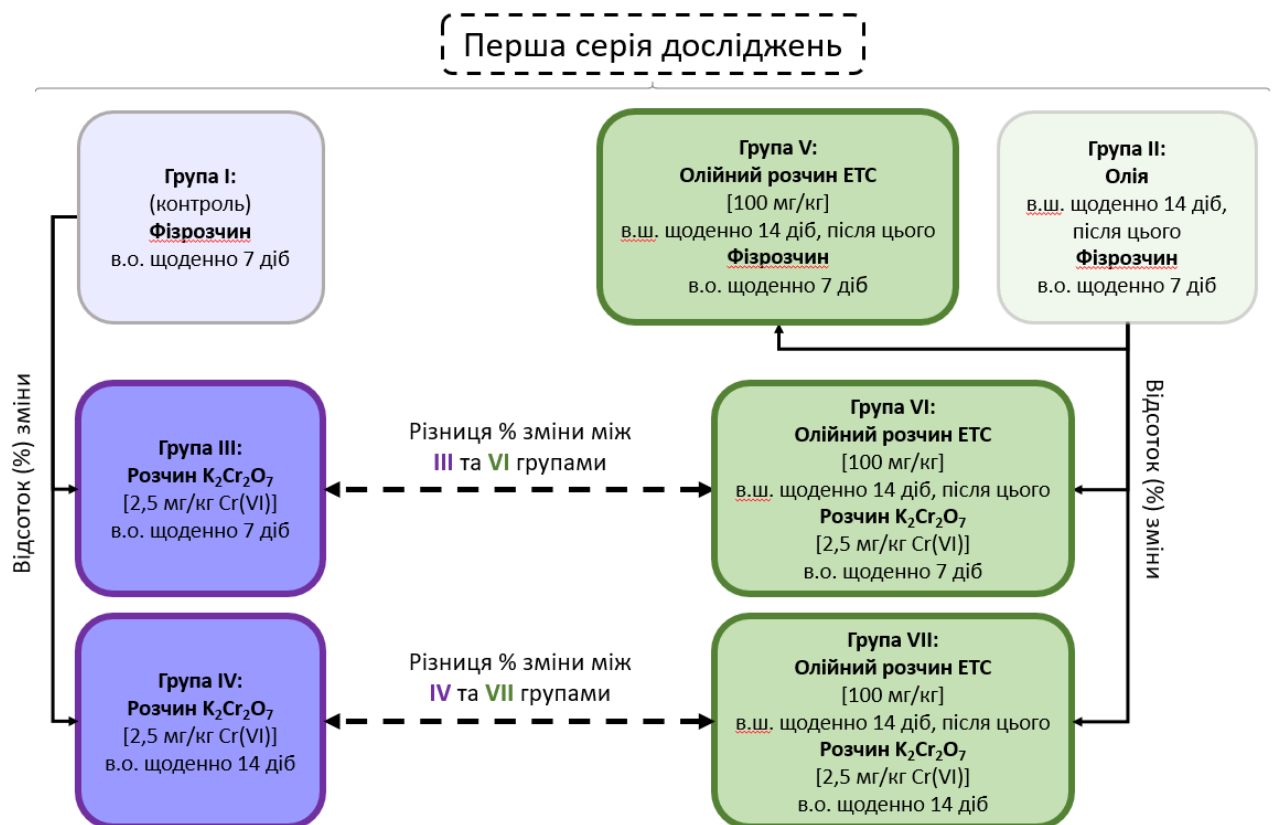 Перша серія досліджень
Група І:
(контроль)
Фізрозчин
в.о. щоденно 7 діб
Група V:
Олійний розчин ЕТС
[100 мг/кг]
в.ш. щоденно 14 діб, після цього
Фізрозчин
в.о. щоденно 7 діб
Група ІІ:
Олія
в.ш. щоденно 14 діб,
після цього
Фізрозчин
в.о. щоденно 7 діб
Відсоток (%) зміни
Група ІІІ:
Розчин K₂Cr₂O₇
[2,5 мг/кг Cr(VI)]
в.о. щоденно 7 діб
Різниця % зміни між
ІІІ та VI групами
Група VI:
Олійний розчин ЕТС
[100 мг/кг]
в.ш. щоденно 14 діб, після цього
Розчин K₂Cr₂O₇
[2,5 мг/кг Cr(VI)]
в.о. щоденно 7 діб
Відсоток (%) зміни
Група IV:
Розчин K₂Cr₂O₇
[2,5 мг/кг Cr(VI)]
в.о. щоденно 14 діб
Різниця % зміни між
IV та VII групами
Група VII:
Олійний розчин ЕТС
[100 мг/кг]
в.ш. щоденно 14 діб, після цього
Розчин K₂Cr₂O₇
[2,5 мг/кг Cr(VI)]
в.о. щоденно 14 діб